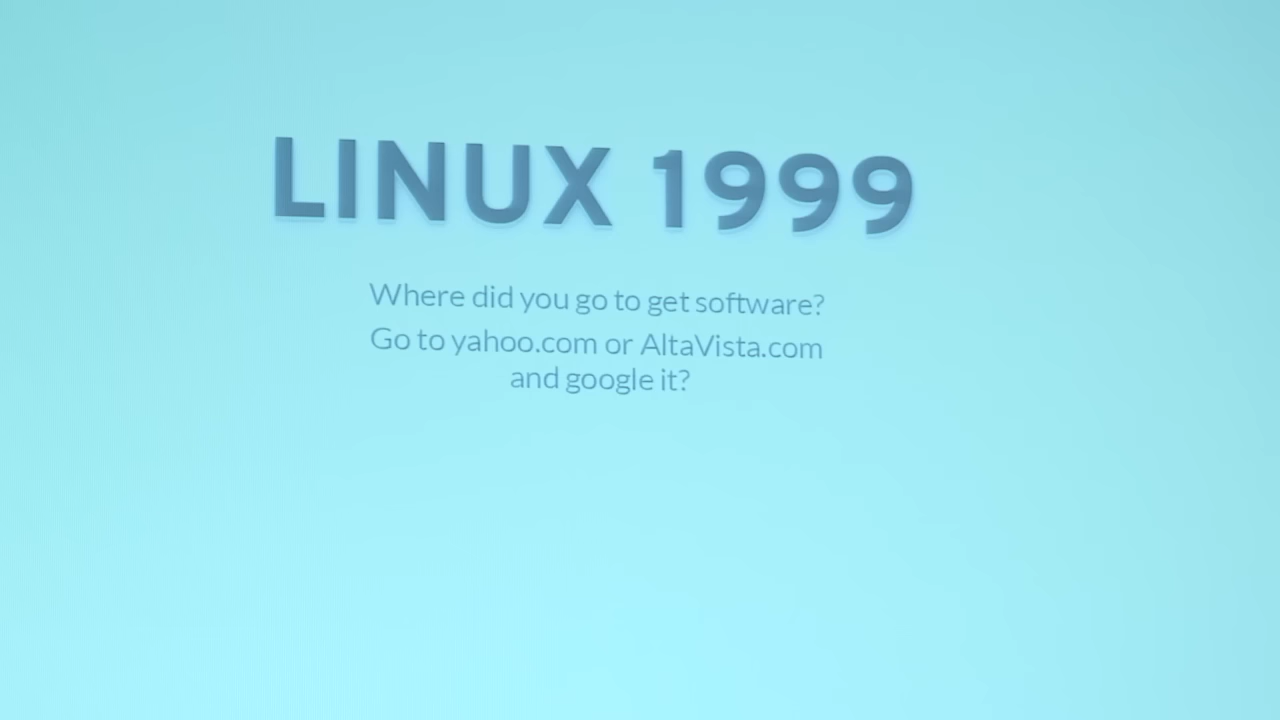 LINUX 1999
Where did you go to get software?
Go to yahoo.com or AltaVista.com
and google it?